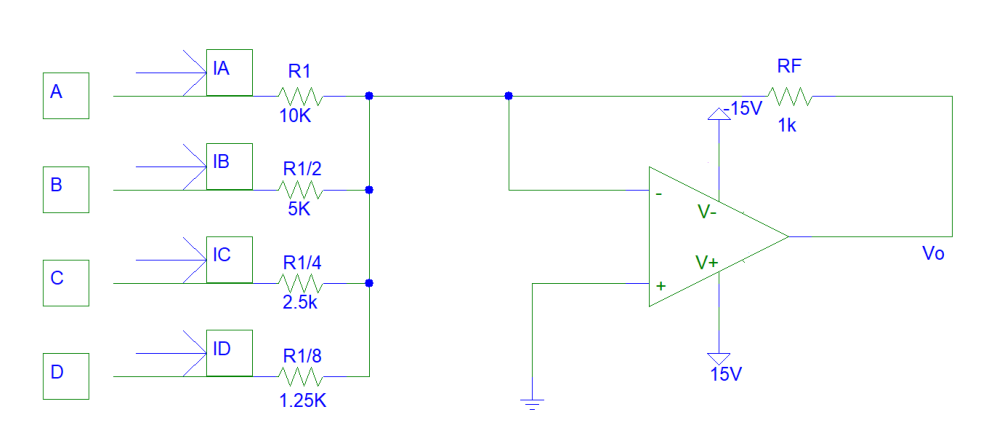 A
IA
R1
10K
B
IB
R1/2
5K
C
IC
R1/4
2.5k
D
ID
R1/8
1.25K
RF
1k
-15V
-
V-
V+
+
15V
Vo